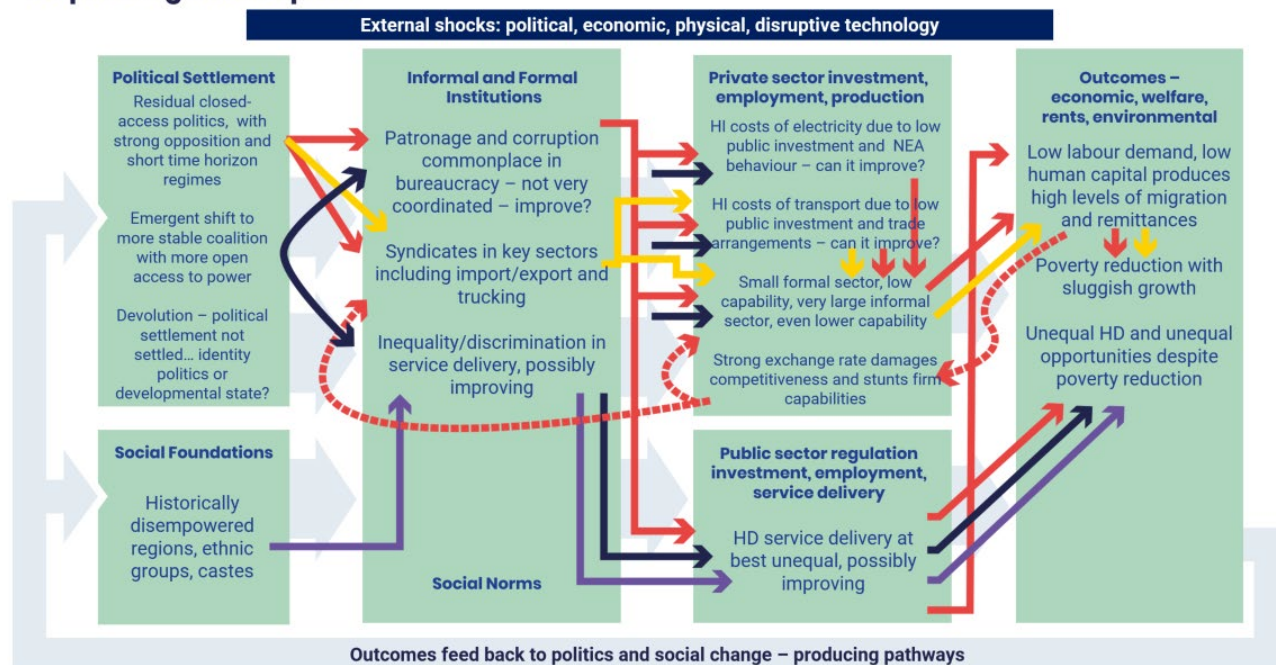 External shocks: political, economic, physical, disruptive technology
Political Settlement
Residual closed-
access politics, with
strong opposition and
short time horizon
regimes
Emergent shift to
more stable coalition
with more open
access to power
Devolution – political
settlement not
settled... identity
politics or
developmental state?
Social Foundations
Historically
disempowered
regions, ethnic
groups, castes
Informal and Formal
Institutions
Patronage and corruption
commonplace in
bureaucracy – not very
coordinated – improve?
Syndicates in key sectors
including import/export and
trucking
Inequality/discrimination in
service delivery, possibly
improving
Social Norms
Private sector investment,
employment, production
HI costs of electricity due to low
public investment and NEA
behaviour – can it improve?
HI costs of transport due to low
public investment and trade
arrangements – can it improve?
Small formal sector, low
capability, very large informal
sector, even lower capability
Strong exchange rate damages
competitiveness and stunts firm
capabilities
Public sector regulation
investment, employment,
service delivery
HD service delivery at
best unequal, possibly
improving
Outcomes –
economic, welfare,
rents, environmental
Low labour demand, low
human capital produces
high levels of migration
and remittances
Poverty reduction with
sluggish growth
Unequal HD and unequal
opportunities despite
poverty reduction
Outcomes feed back to politics and social change – producing pathways